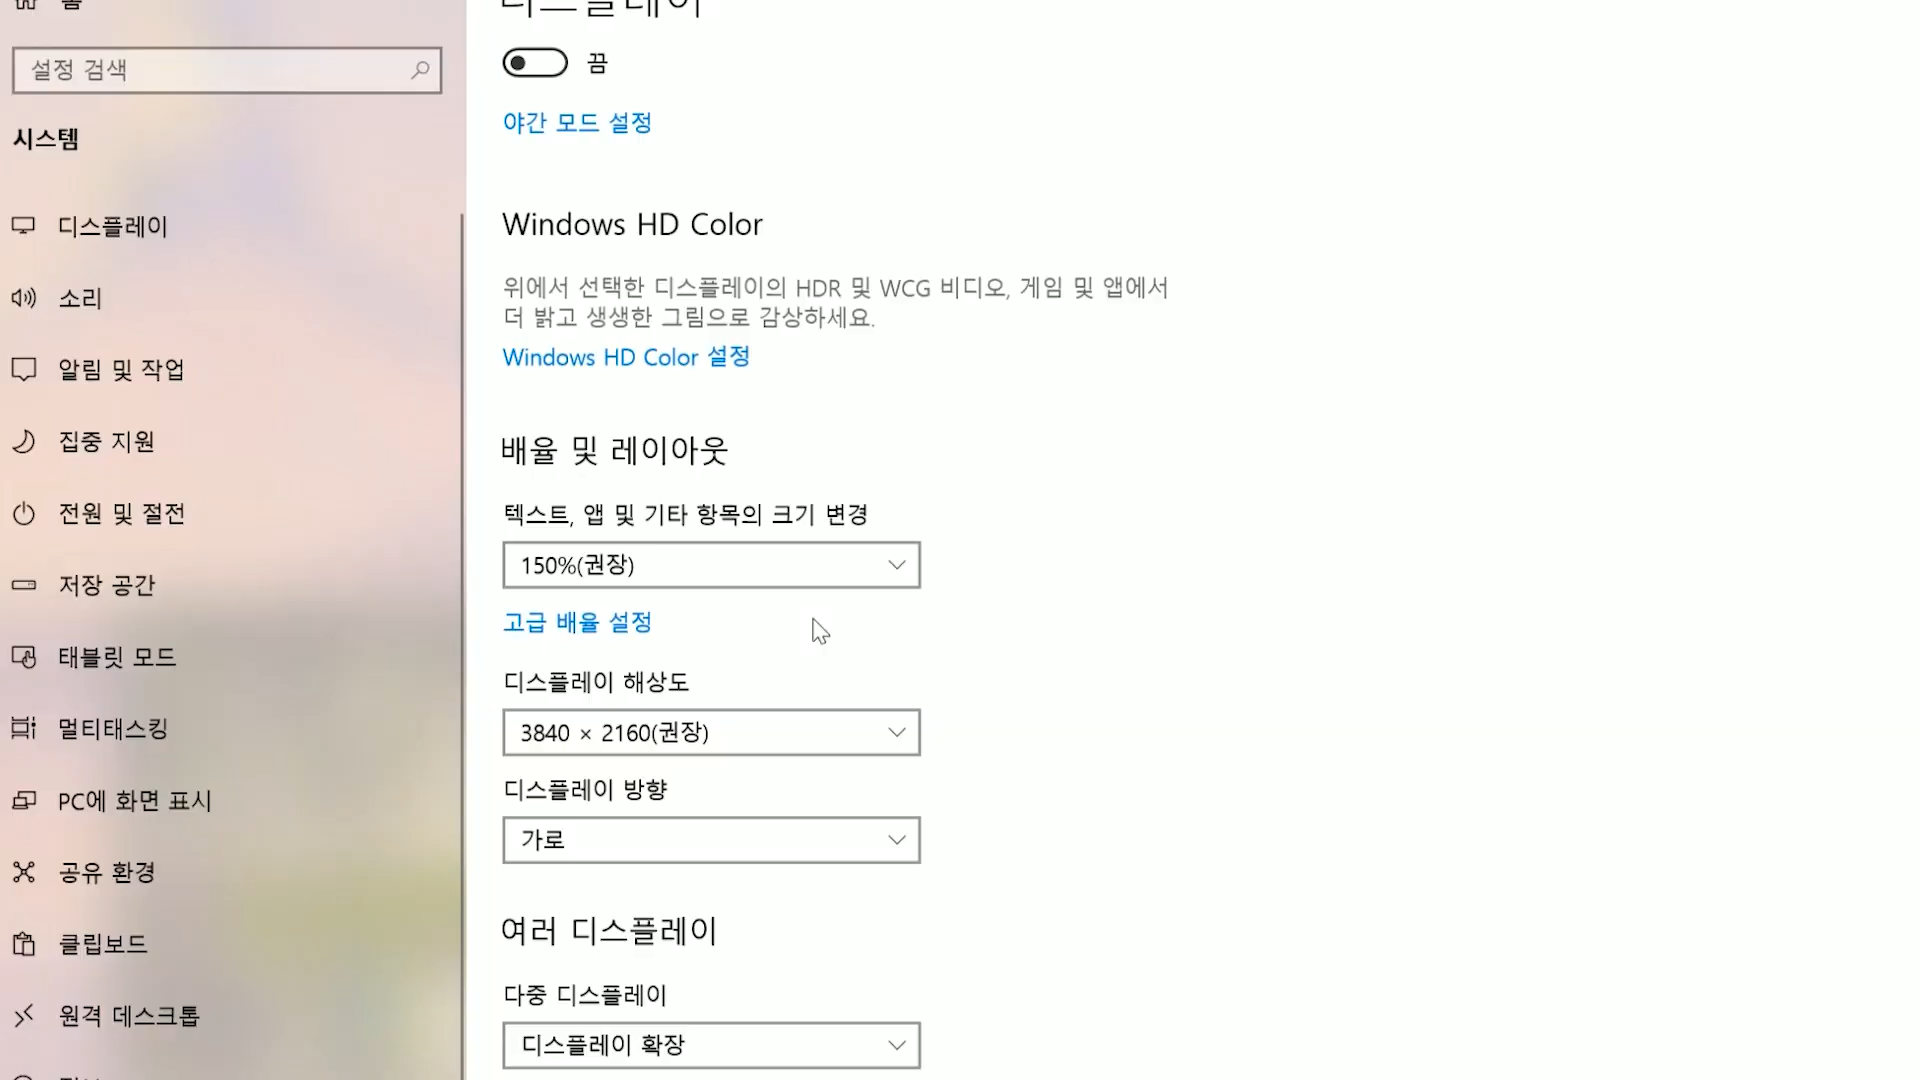 홈
설정 검색
시스템
디스플레이
소리
알림 및 작업
집중 지원
전원 및 절전
저장 공간
태블릿 모드
멀티태스킹
PC에 화면 표시
공유 환경
클립보드
원격 데스크톱
디스플레이
끔
야간 모드 설정
Windows HD Color
위에서 선택한 디스플레이의 HDR 및 WCG 비디오, 게임 및 앱에서
더 밝고 생생한 그림으로 감상하세요.
Windows HD Color 설정
배율 및 레이아웃
텍스트, 앱 및 기타 항목의 크기 변경
150%(권장)
고급 배율 설정
디스플레이 해상도
3840 × 2160(권장)
디스플레이 방향
가로
여러 디스플레이
다중 디스플레이
디스플레이 확장